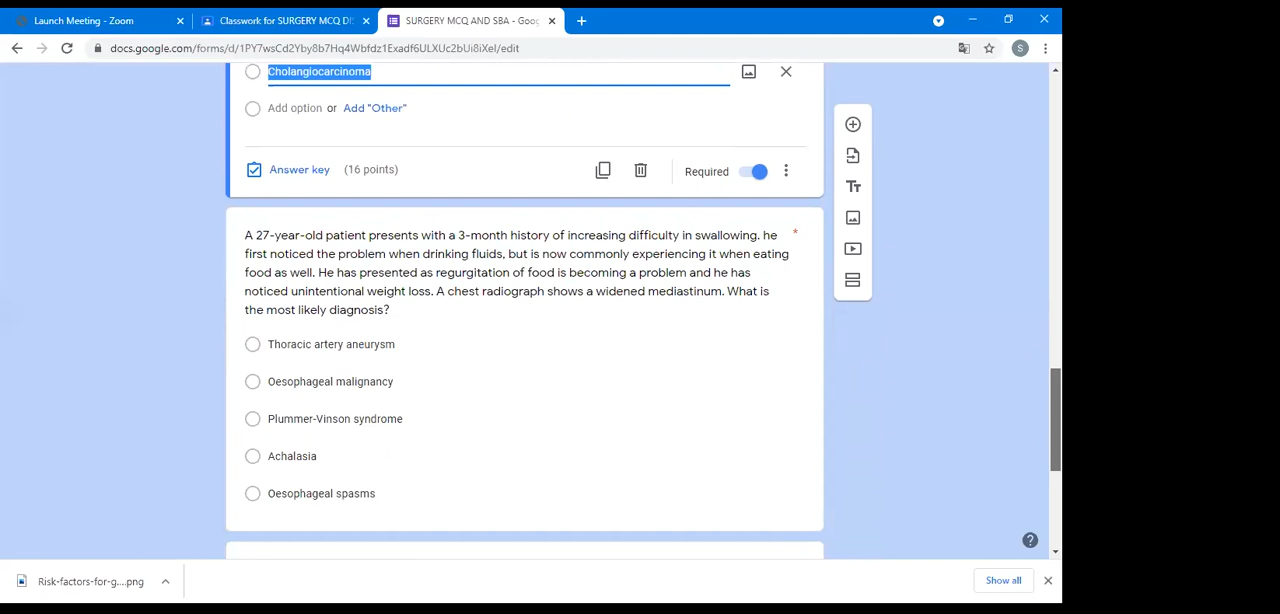 Launch Meeting - Zoom
Classwork for SURGERY MCQ DI
SURGERY MCQ AND SBA - Goog
docs.google.com/forms/d/1PY7wsCd2Yby8b7Hq4Wbfdz1Exadf6ULXUc2bUi8iXeI/edit
S
Cholangiocarcinoma
Add option or Add "Other"
Answer key (16 points)
Required
A 27-year-old patient presents with a 3-month history of increasing difficulty in swallowing. he *
first noticed the problem when drinking fluids, but is now commonly experiencing it when eating
food as well. He has presented as regurgitation of food is becoming a problem and he has
noticed unintentional weight loss. A chest radiograph shows a widened mediastinum. What is
the most likely diagnosis?
Thoracic artery aneurysm
Oesophageal malignancy
Plummer-Vinson syndrome
Achalasia
Oesophageal spasms
Risk-factors-for-g....png
Show all